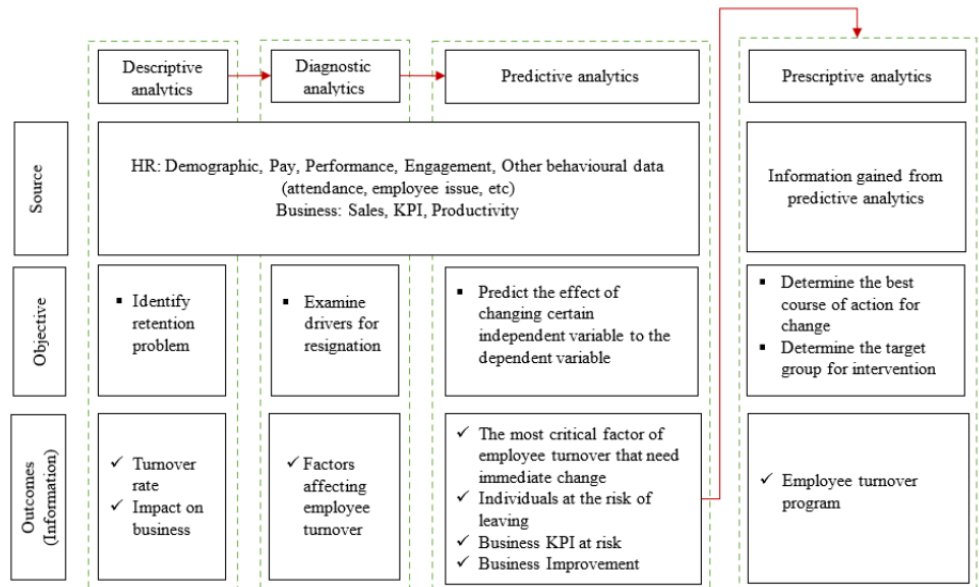 Descriptive
analytics
Diagnostic
analytics
Predictive analytics
Prescriptive analytics
Source
HR: Demographic, Pay, Performance, Engagement, Other behavioural data
(attendance, employee issue, etc)
Business: Sales, KPI, Productivity
Information gained from
predictive analytics
Objective
▪ Identify
retention
problem
▪ Examine
drivers for
resignation
▪ Predict the effect of
changing certain
independent variable to the
dependent variable
▪ Determine the best
course of action for
change
▪ Determine the target
group for intervention
Outcomes
(Information)
✓ Turnover
rate
✓ Impact on
business
✓ Factors
affecting
employee
turnover
✓ The most critical factor of
employee turnover that need
immediate change
✓ Individuals at the risk of
leaving
✓ Business KPI at risk
✓ Business Improvement
✓ Employee turnover
program